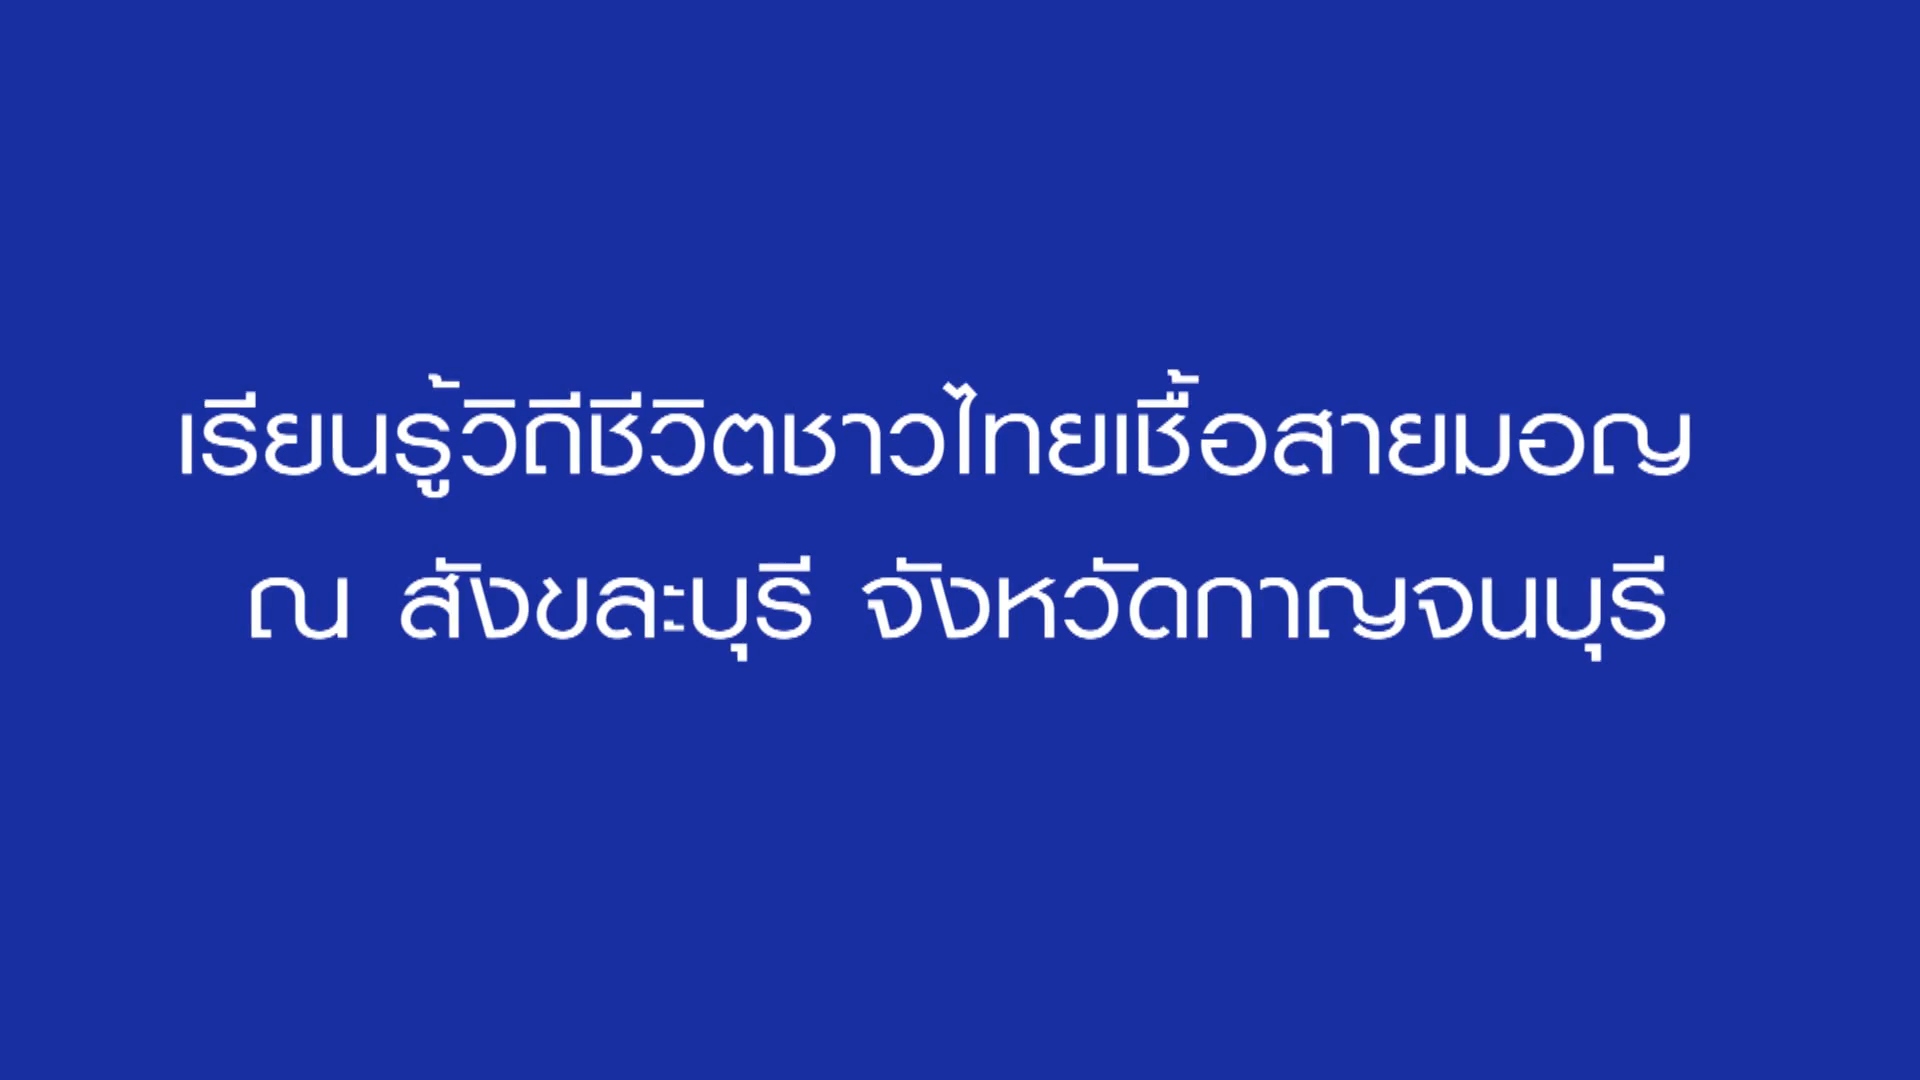 เรียนรู้วิถีชีวิตชาวไทยเชื้อสายมอญ
ณ สังขละบุรี จังหวัดกาญจนบุรี